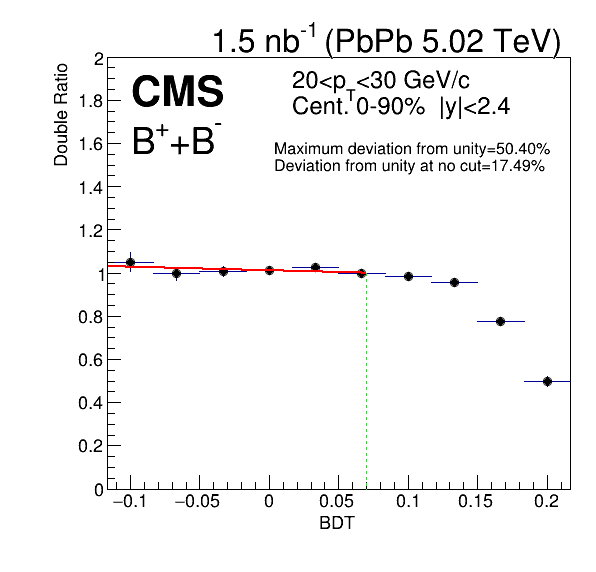 1.5 nb-1 (PbPb 5.02 TeV)
CMS
20<pT<30 GeV/c
Cent. 0-90% |y|<2.4
B++B-
Maximum deviation from unity=50.40%
Deviation from unity at no cut=17.49%
Double Ratio
2
1.8
1.6
1.4
1.2
1
0.8
0.6
0.4
0.2
0
−0.1 −0.05 0 0.05 0.1 0.15 0.2
BDT